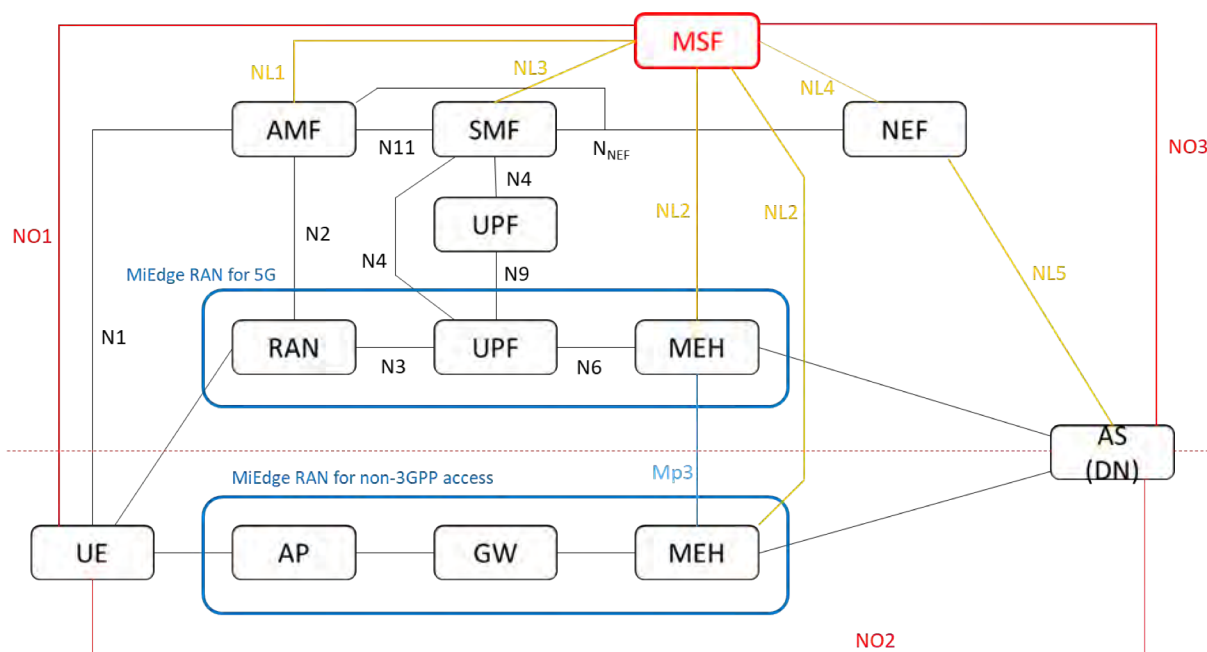 MSF
NL1
NL3
NL4
AMF
SMF
NEF
N11
N_NEF
NO3
N4
UPF
NL2
NL2
NO1
N2
N4
N9
NL5
MiEdge RAN for 5G
N1
RAN
UPF
MEH
N3
N6
AS
(DN)
MiEdge RAN for non-3GPP access
Mp3
UE
AP
GW
MEH
NO2